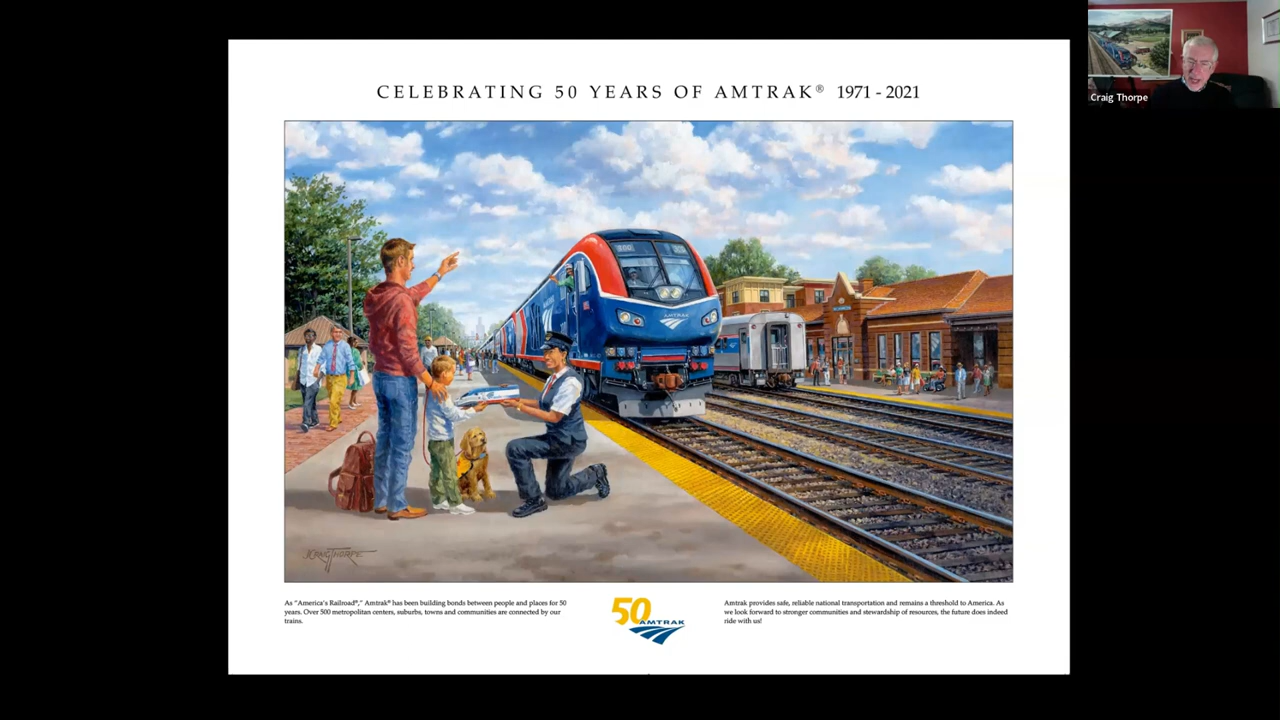 CELEBRATING 50 YEARS OF AMTRAK® 1971 - 2021
Craig Thorpe
AMTRAK
J. CRAIG THORPE
As “America’s Railroad®,” Amtrak® has been building bonds between people and places for 50
years. Over 500 metropolitan centers, suburbs, towns and communities are connected by our
trains.
50
AMTRAK
Amtrak provides safe, reliable national transportation and remains a threshold to America. As
we look forward to stronger communities and stewardship of resources, the future does indeed
ride with us!